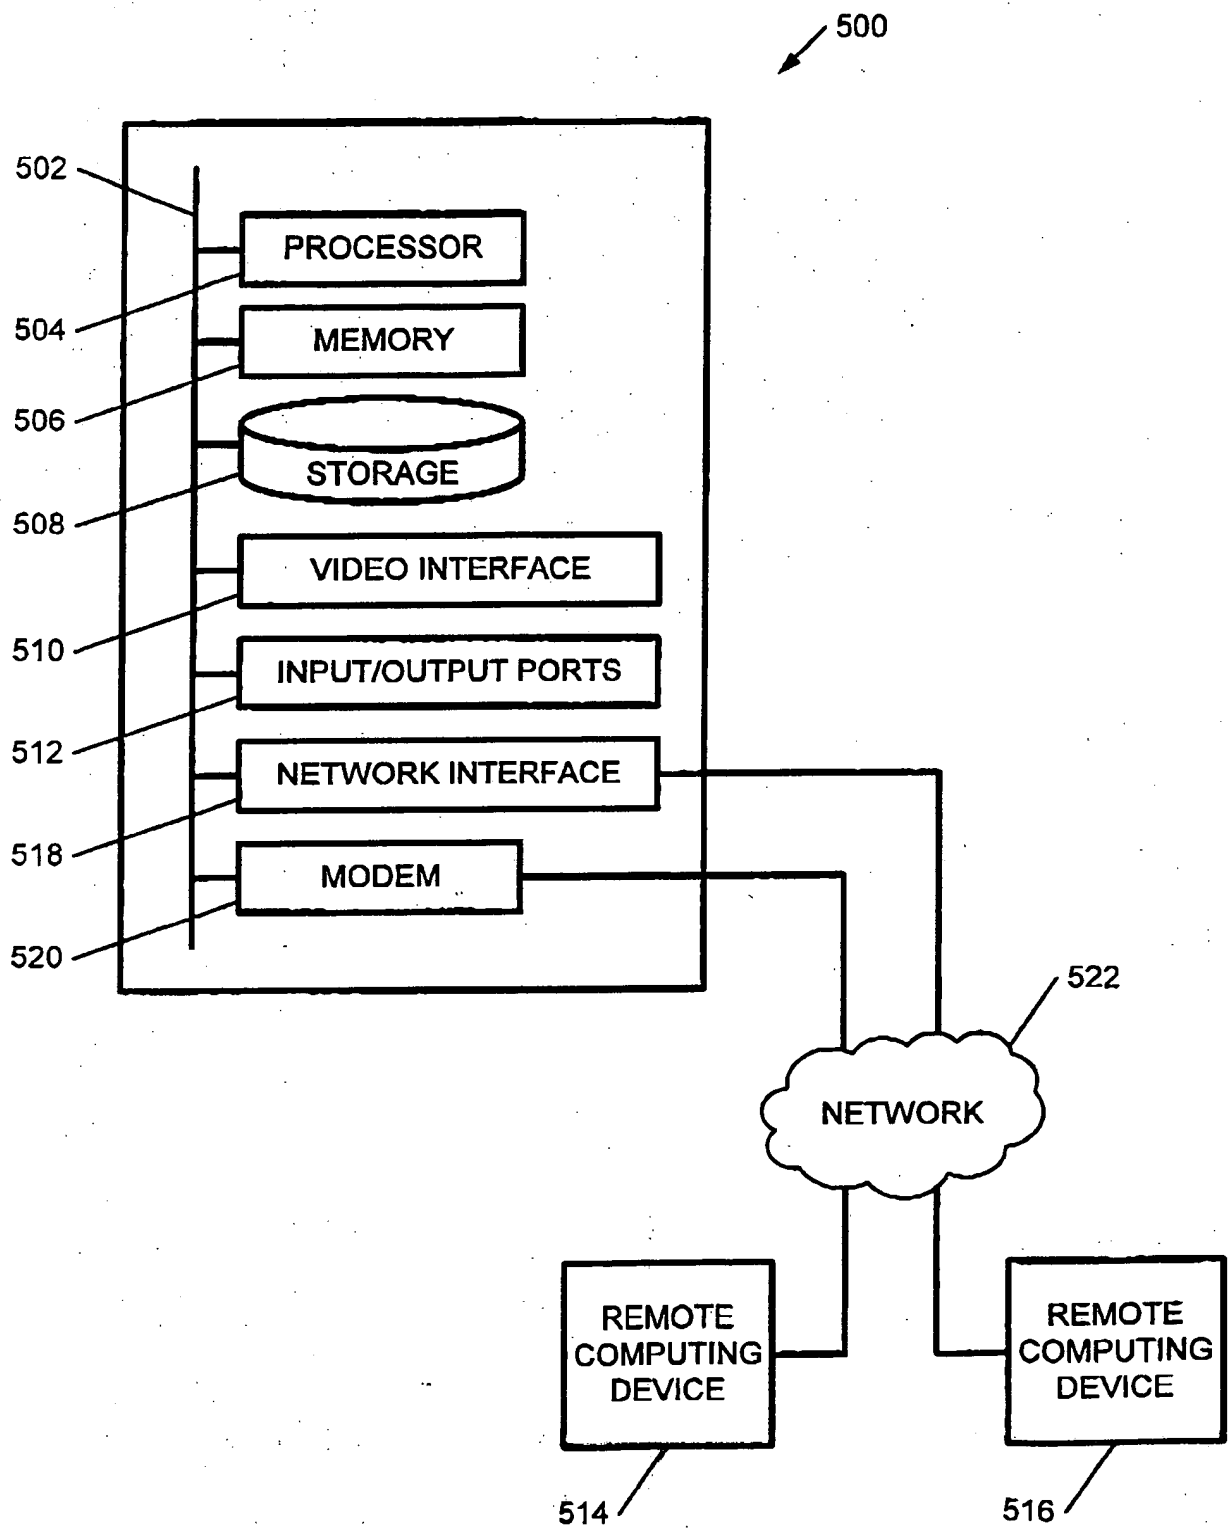 500
502
PROCESSOR
504
MEMORY
506
STORAGE
508
VIDEO INTERFACE
510
INPUT/OUTPUT PORTS
512
NETWORK INTERFACE
518
MODEM
520
522
NETWORK
REMOTE
COMPUTING
DEVICE
REMOTE
COMPUTING
DEVICE
514
516